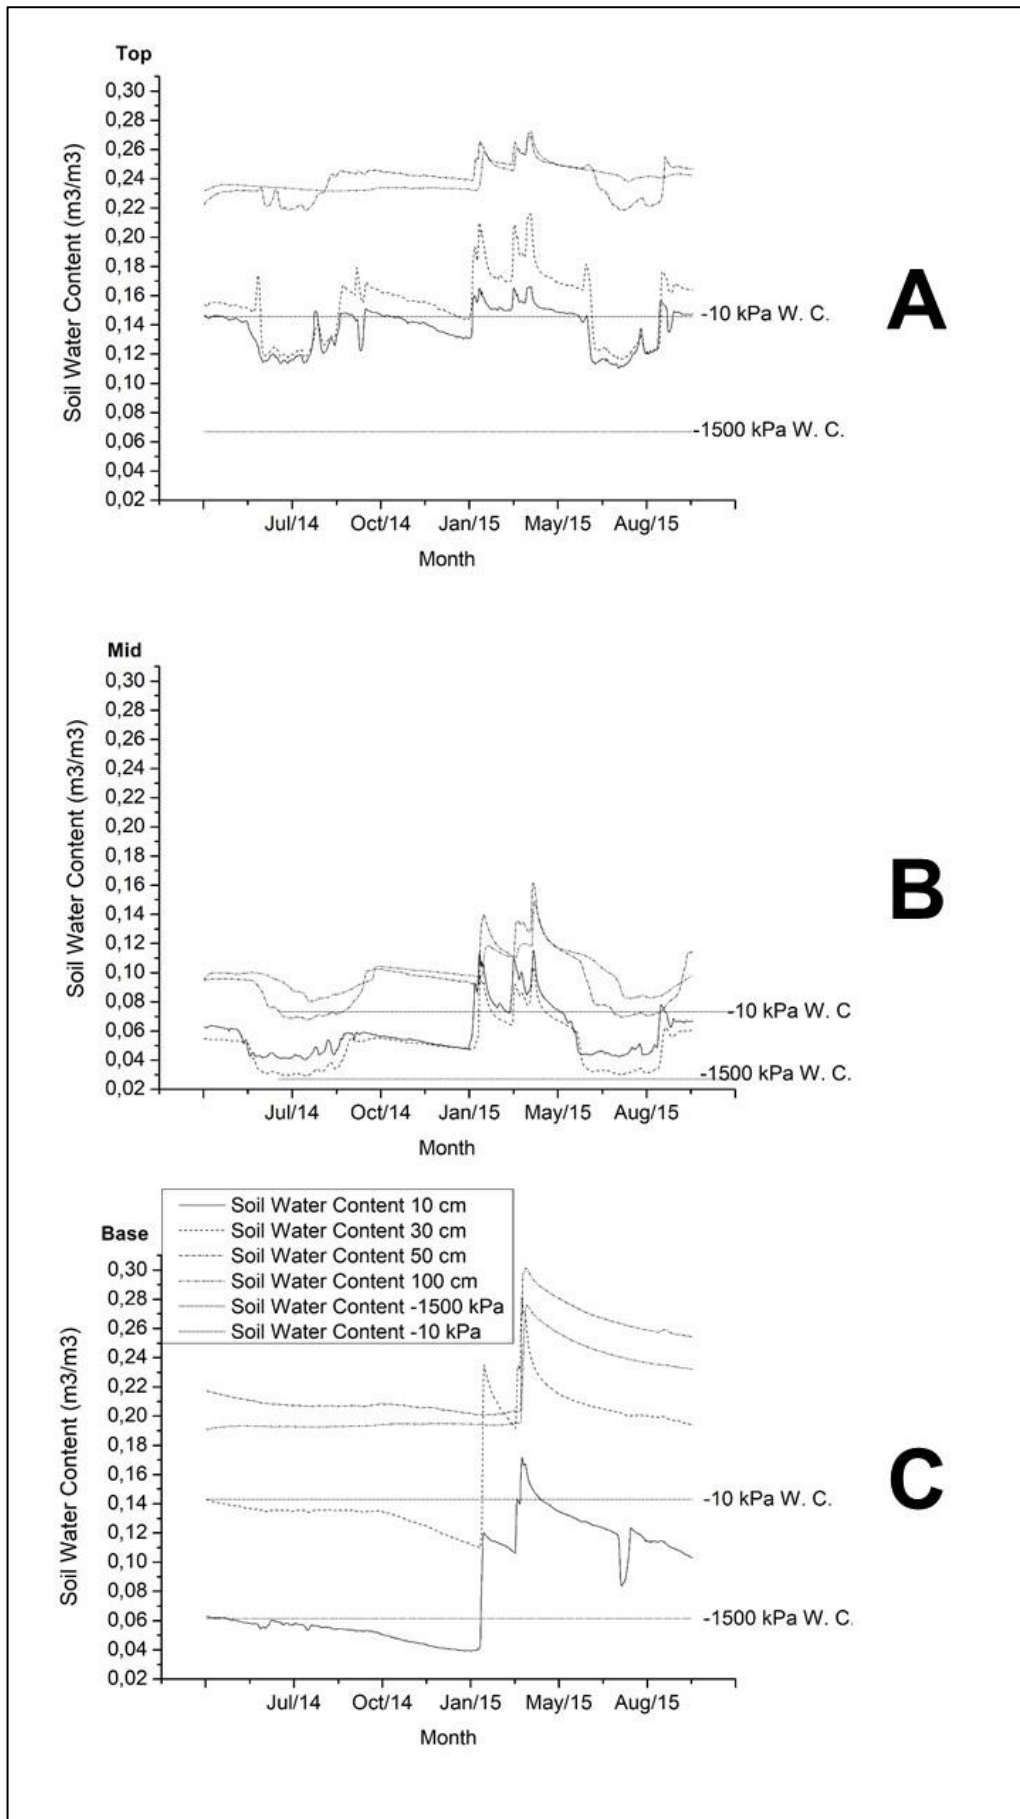 Top
0,30
0,28
0,26
0,24
0,22
0,20
0,18
0,16
0,14
0,12
0,10
0,08
0,06
0,04
0,02
Soil Water Content (m3/m3)
-10 kPa W. C.
-1500 kPa W. C.
Jul/14 Oct/14 Jan/15 May/15 Aug/15
Month
A
Mid
0,30
0,28
0,26
0,24
0,22
0,20
0,18
0,16
0,14
0,12
0,10
0,08
0,06
0,04
0,02
Soil Water Content (m3/m3)
-10 kPa W. C
-1500 kPa W. C.
Jul/14 Oct/14 Jan/15 May/15 Aug/15
Month
B
Soil Water Content 10 cm
Soil Water Content 30 cm
Soil Water Content 50 cm
Soil Water Content 100 cm
Soil Water Content -1500 kPa
Soil Water Content -10 kPa
Base
0,30
0,28
0,26
0,24
0,22
0,20
0,18
0,16
0,14
0,12
0,10
0,08
0,06
0,04
0,02
Soil Water Content (m3/m3)
-10 kPa W. C.
-1500 kPa W. C.
Jul/14 Oct/14 Jan/15 May/15 Aug/15
Month
C